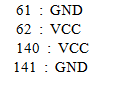 61 : GND
62 : VCC
140 : VCC
141 : GND